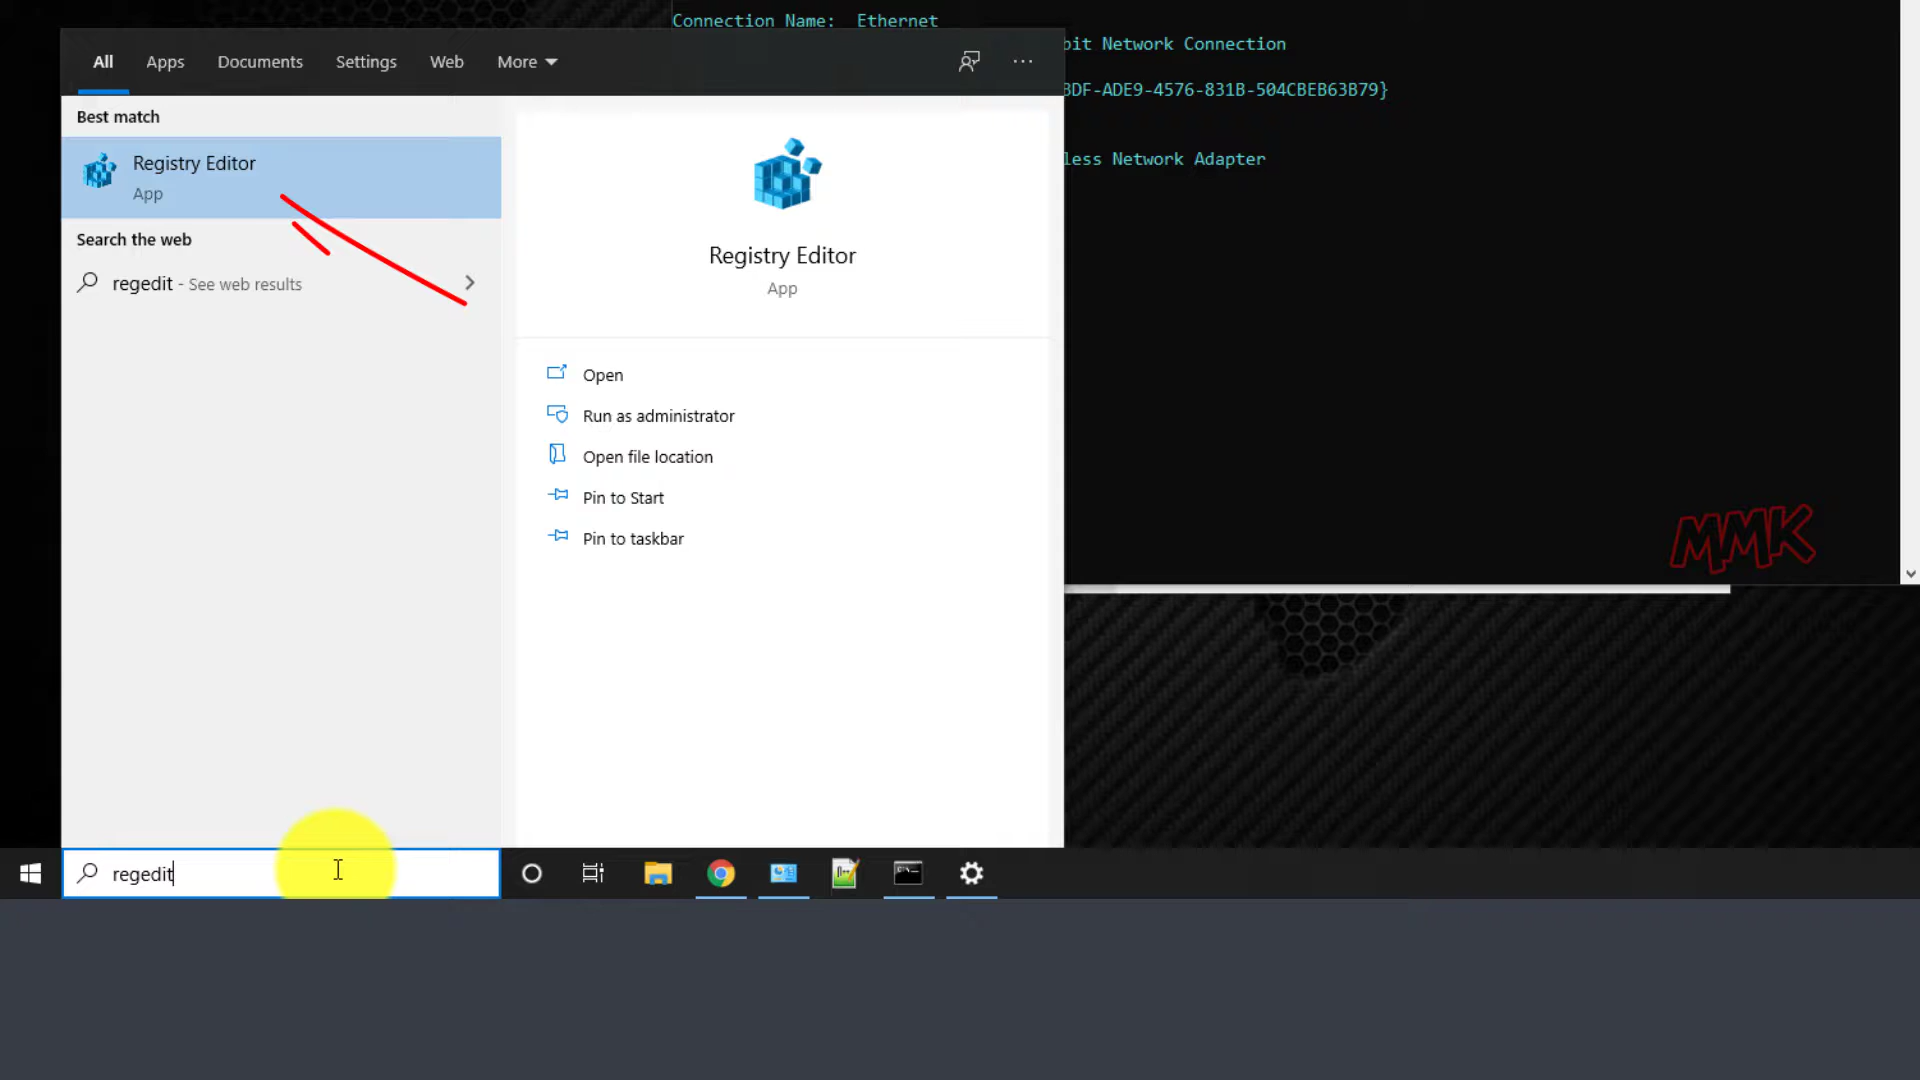 Connection Name:  Ethernet
bit Network Connection
BDF-ADE9-4576-831B-504CBEB63B79}
less Network Adapter
All Apps Documents Settings Web More
Best match
Registry Editor
App
Search the web
regedit - See web results
Registry Editor
App
Open
Run as administrator
Open file location
Pin to Start
Pin to taskbar
MMK
regedit